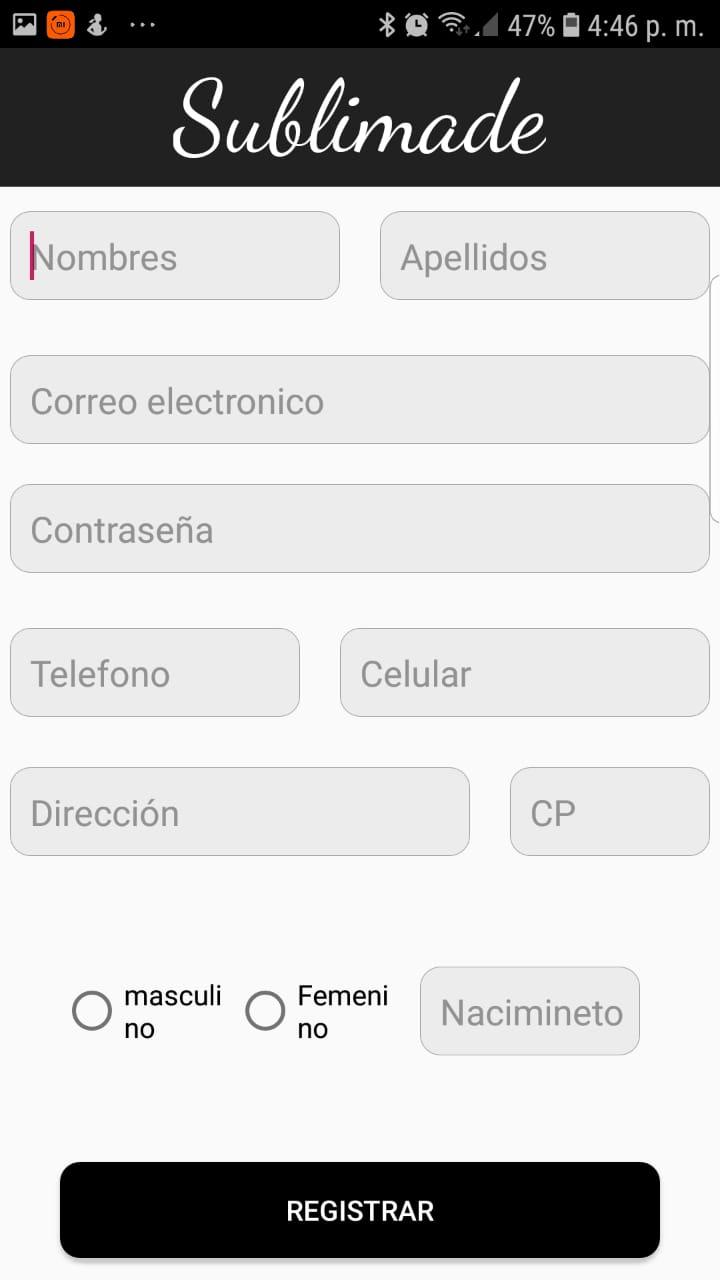 47% 4:46 p. m.
Sublimade
Nombres Apellidos
Correo electronico
Contraseña
Telefono Celular
Dirección CP
masculi
no
Femeni
no
Nacimineto
REGISTRAR